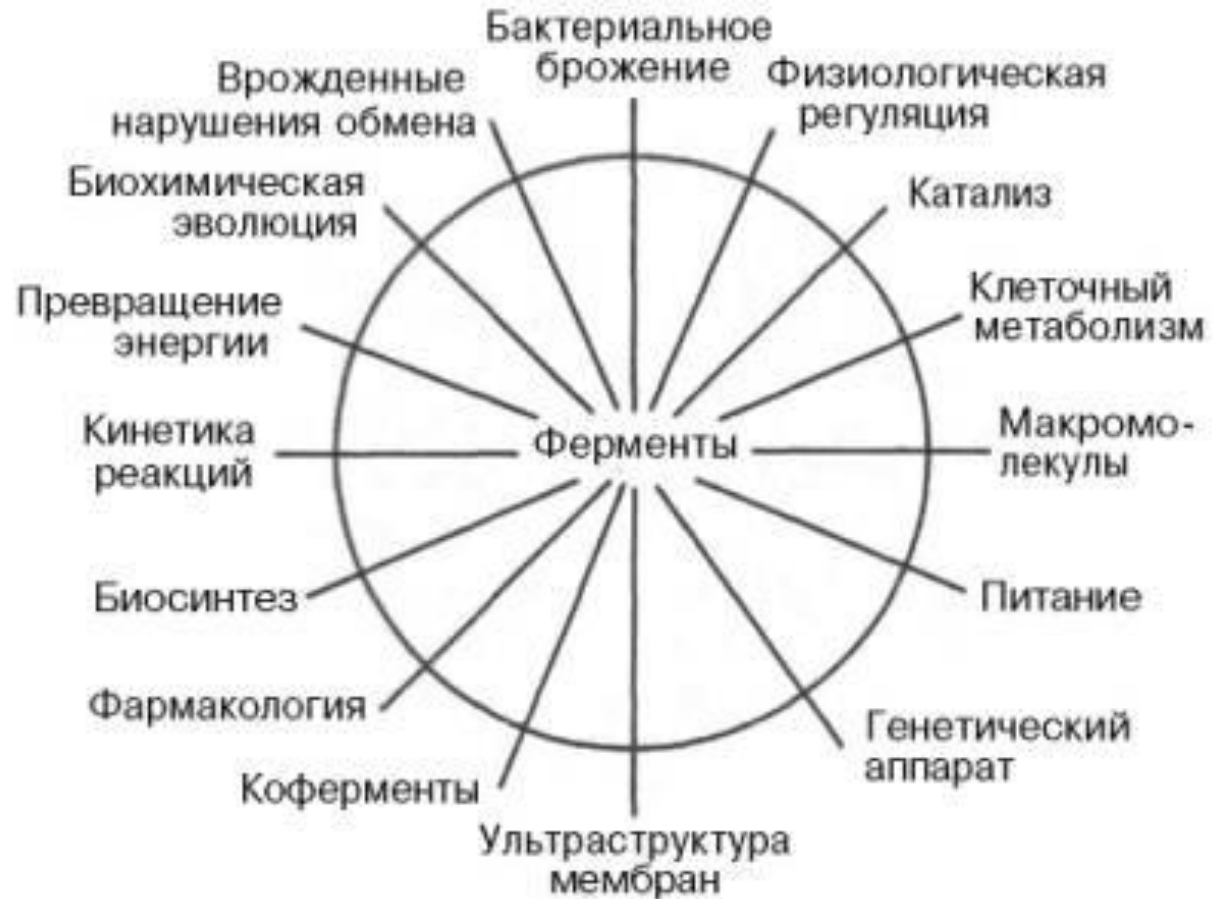 Бактериальное
брожение
Физиологическая
регуляция
Катализ
Клеточный
метаболизм
Макромо-
лекулы
Питание
Генетический
аппарат
Ультраструктура
мембран
Коферменты
Фармакология
Биосинтез
Кинетика
реакций
Превращение
энергии
Биохимическая
эволюция
Врожденные
нарушения обмена
Ферменты